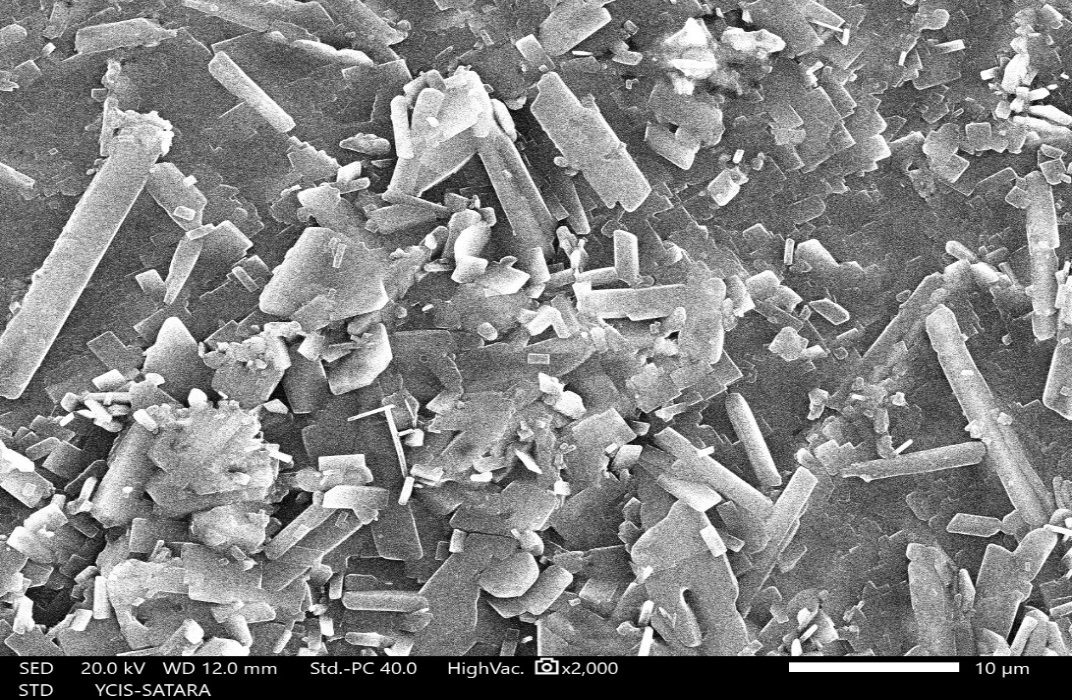 SED 20.0 kV WD 12.0 mm Std.-PC 40.0 HighVac. x2,000 10 µm
STD YCIS-SATARA